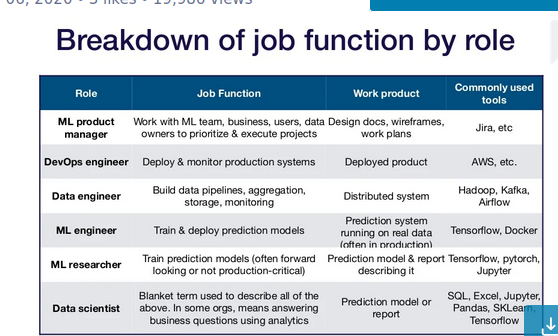 06, 2020 • 3 likes • 19,986 views
Breakdown of job function by role
Role
Job Function
Work product
Commonly used
tools
ML product
manager
Work with ML team, business, users, data
owners to prioritize & execute projects
Design docs, wireframes,
work plans
Jira, etc
DevOps engineer
Deploy & monitor production systems
Deployed product
AWS, etc.
Data engineer
Build data pipelines, aggregation,
storage, monitoring
Distributed system
Hadoop, Kafka,
Airflow
ML engineer
Train & deploy prediction models
Prediction system
running on real data
(often in production)
Tensorflow, Docker
ML researcher
Train prediction models (often forward
looking or not production-critical)
Prediction model & report
describing it
Tensorflow, pytorch,
Jupyter
Data scientist
Blanket term used to describe all of the
above. In some orgs, means answering
business questions using analytics
Prediction model or
report
SQL, Excel, Jupyter,
Pandas, SKLearn,
Tensorflow